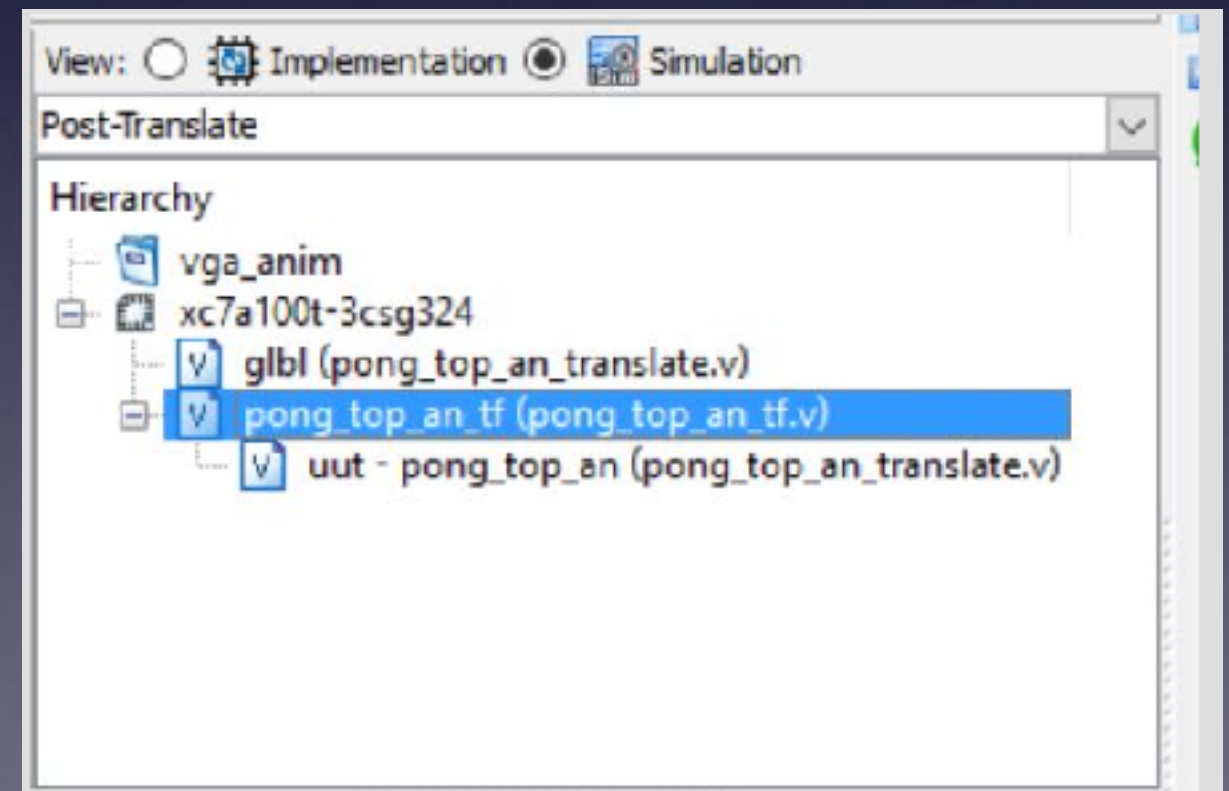 View: Implementation Simulation
Post-Translate
Hierarchy
vga_anim
xc7a100t-3csg324
V glbl (pong_top_an_translate.v)
V pong_top_an_tf (pong_top_an_tf.v)
V uut - pong_top_an (pong_top_an_translate.v)